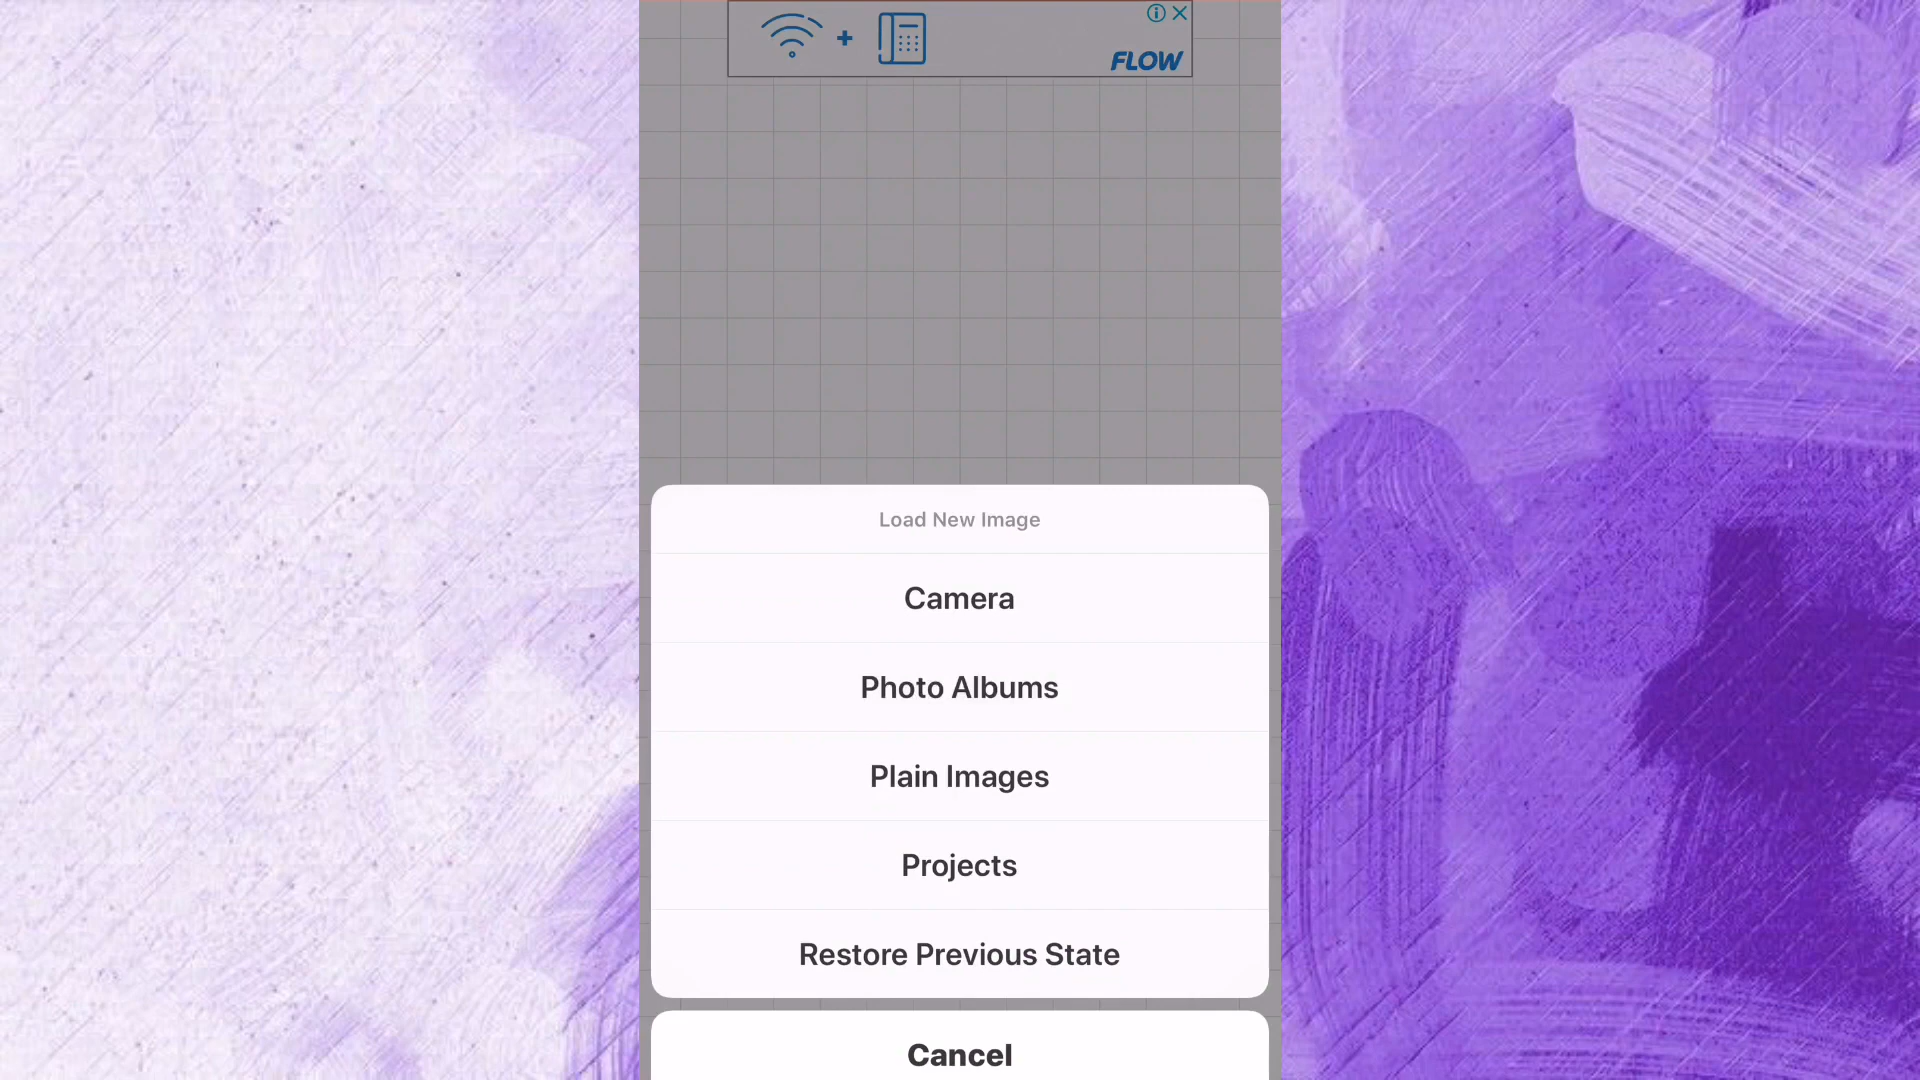 +
FLOW
Load New Image
Camera
Photo Albums
Plain Images
Projects
Restore Previous State
Cancel